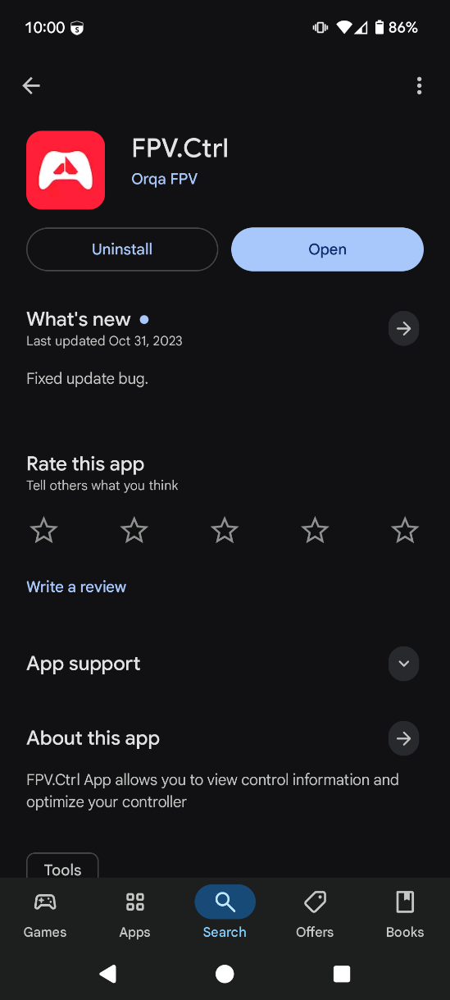 10:00 S 86%
FPV.Ctrl
Orqa FPV
Uninstall Open
What's new
Last updated Oct 31, 2023
Fixed update bug.
Rate this app
Tell others what you think
Write a review
App support
About this app
FPV.Ctrl App allows you to view control information and
optimize your controller
Tools
Games Apps Search Offers Books